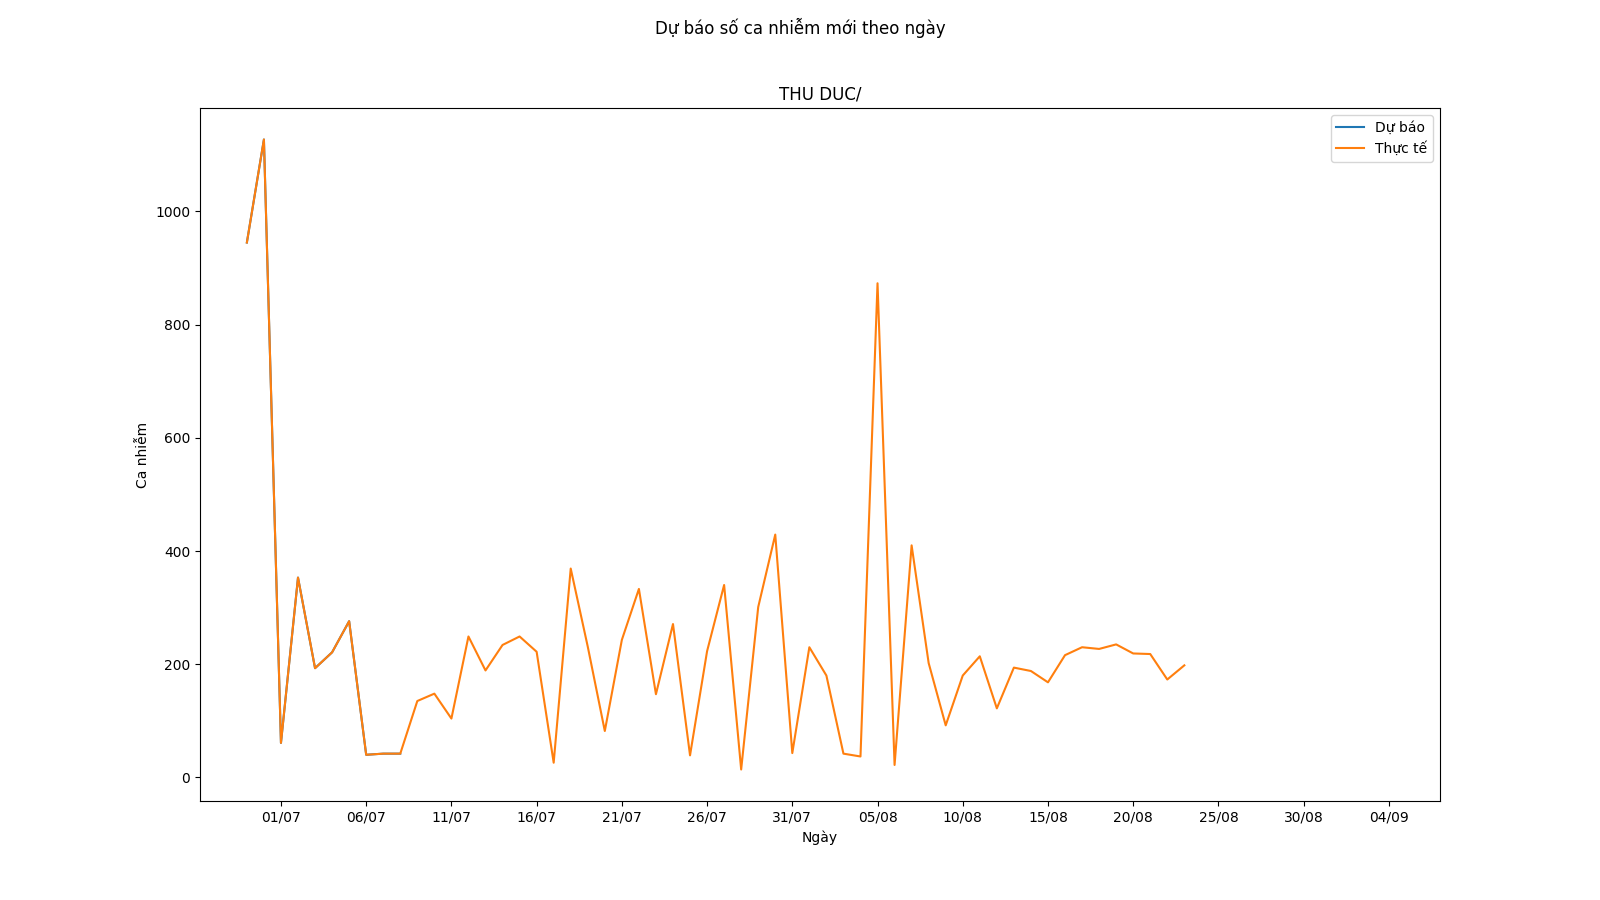 Dự báo số ca nhiễm mới theo ngày
THU DUC/
Dự báo
Thực tế
1000
800
600
400
200
0
Ca nhiễm
01/07 06/07 11/07 16/07 21/07 26/07 31/07 05/08 10/08 15/08 20/08 25/08 30/08 04/09
Ngày